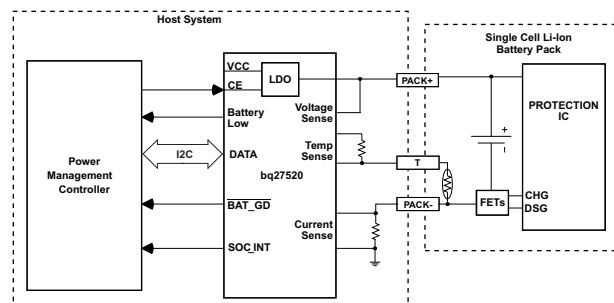 Host System
Single Cell Li-Ion
Battery Pack
VCC
LDO
CE
PACK+
Battery
Low
Voltage
Sense
PROTECTION
IC
I2C
DATA
Temp
Sense
T
Power
Management
Controller
bq27520
BAT_GD
PACK-
FETs
CHG
DSG
Current
Sense
SOC_INT
+